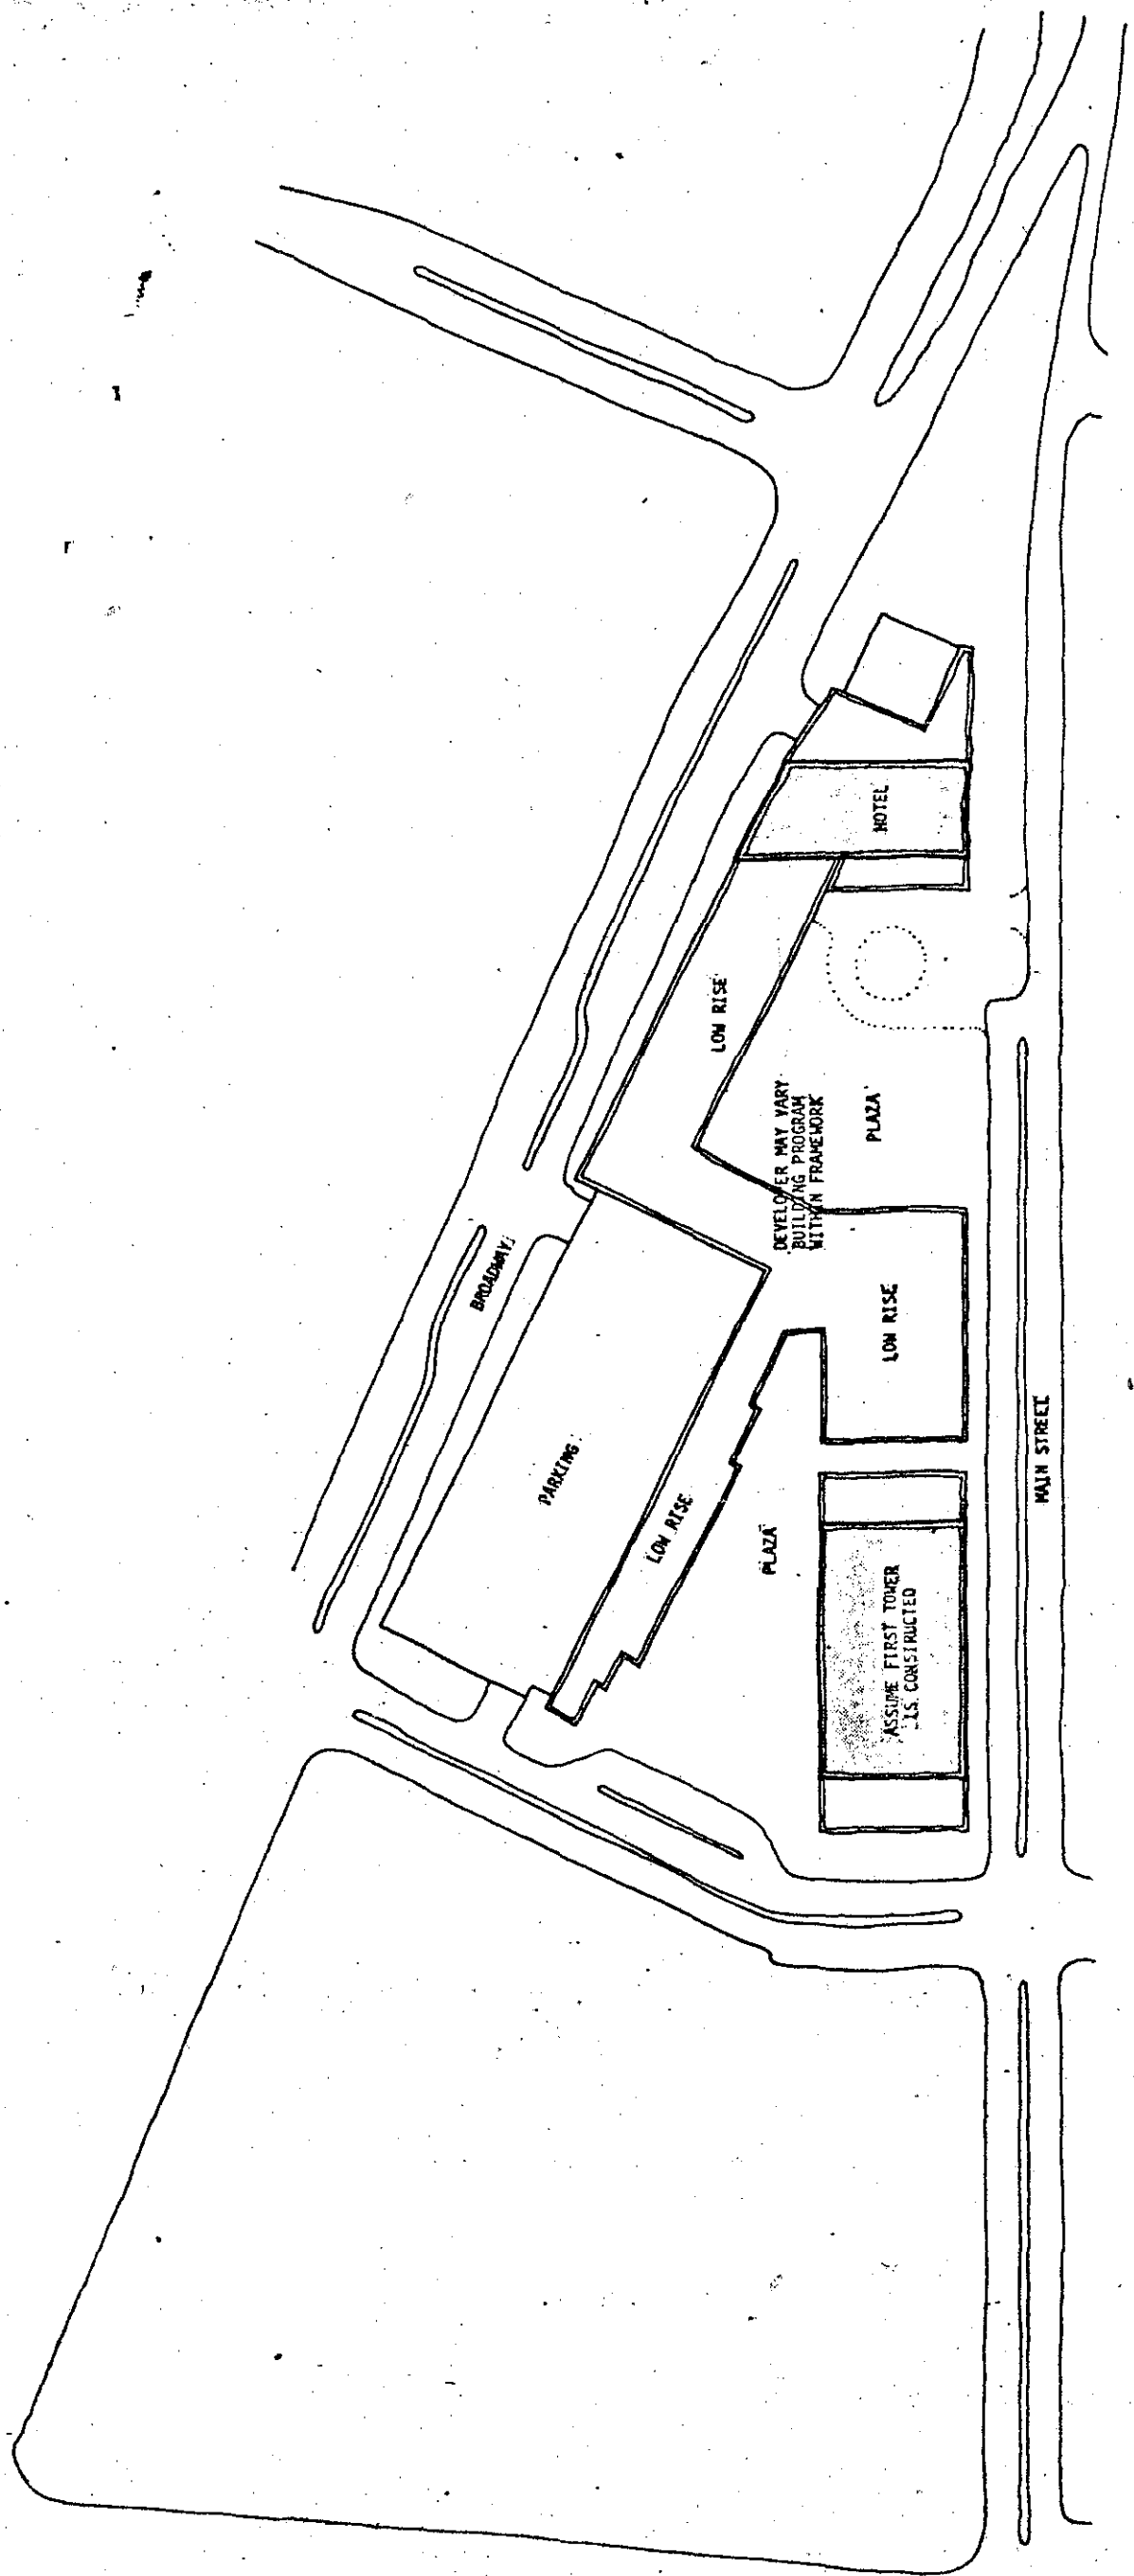 BROADWAY
PARKING
LOW RISE
PLAZA
ASSUME FIRST TOWER
IS CONSTRUCTED
LOW RISE
DEVELOPER MAY VARY
BUILDING PROGRAM
WITHIN FRAMEWORK
PLAZA
LOW RISE
HOTEL
MAIN STREET